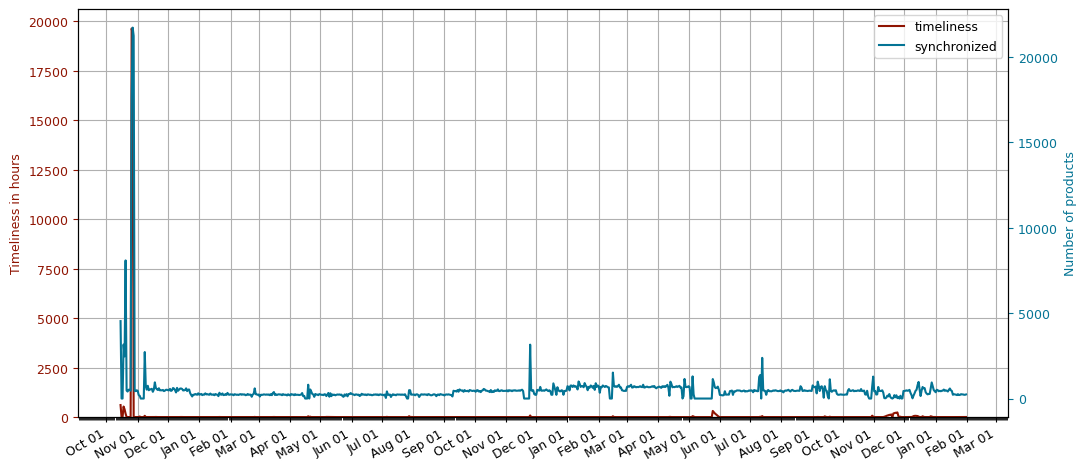 timeliness
synchronized
Timeliness in hours
20000
17500
15000
12500
10000
7500
5000
2500
0
Number of products
20000
15000
10000
5000
0
Oct 01
Nov 01
Dec 01
Jan 01
Feb 01
Mar 01
Apr 01
May 01
Jun 01
Jul 01
Aug 01
Sep 01
Oct 01
Nov 01
Dec 01
Jan 01
Feb 01
Mar 01
Apr 01
May 01
Jun 01
Jul 01
Aug 01
Sep 01
Oct 01
Nov 01
Dec 01
Jan 01
Feb 01
Mar 01